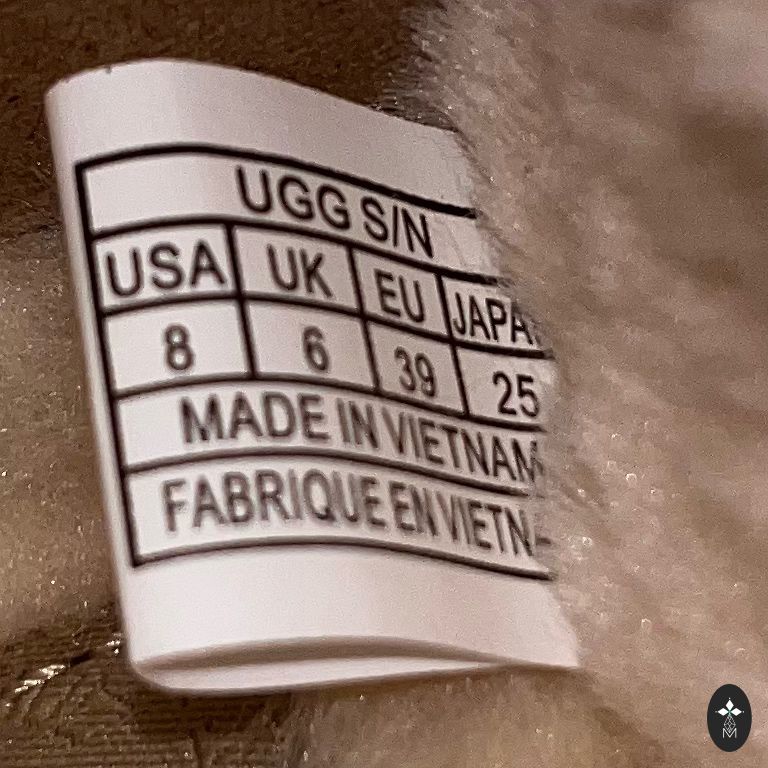 UGG S/N
USA UK EU JAPA
8 6 39 25
MADE IN VIETNAM
FABRIQUE EN VIETN